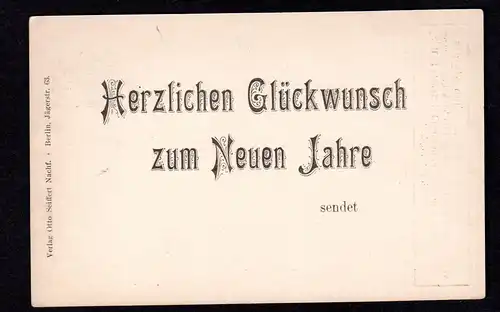 Herzlichen Glückwunsch
zum Neuen Jahre
sendet
Verlag Otto Seiffert Nachf. • Berlin, Jägerstr. 63.